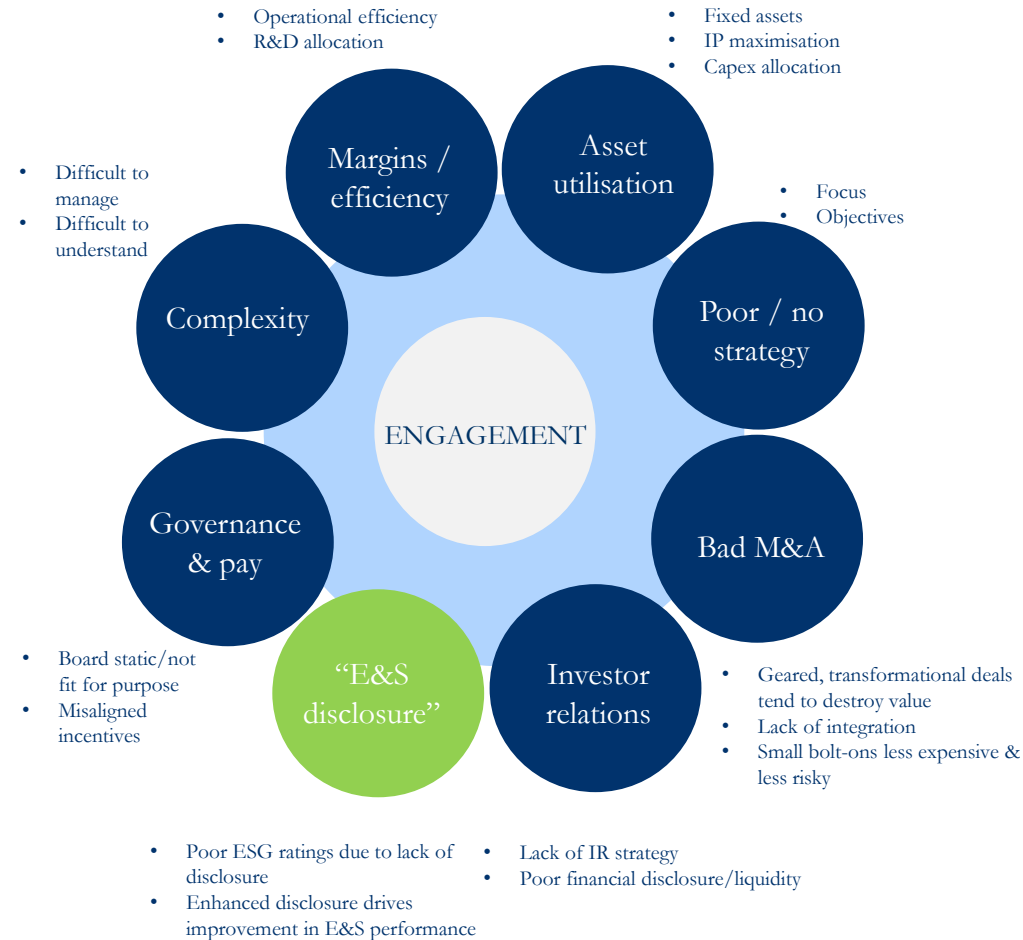 • Operational efficiency
• R&D allocation
• Fixed assets
• IP maximisation
• Capex allocation
Margins /
efficiency
Asset
utilisation
• Difficult to
manage
• Difficult to
understand
• Focus
• Objectives
Complexity
Poor / no
strategy
ENGAGEMENT
Governance
& pay
Bad M&A
• Board static/not
fit for purpose
• Misaligned
incentives
“E&S
disclosure”
Investor
relations
• Geared, transformational deals
tend to destroy value
• Lack of integration
• Small bolt-ons less expensive &
less risky
• Poor ESG ratings due to lack of
disclosure
• Enhanced disclosure drives
improvement in E&S performance
• Lack of IR strategy
• Poor financial disclosure/liquidity